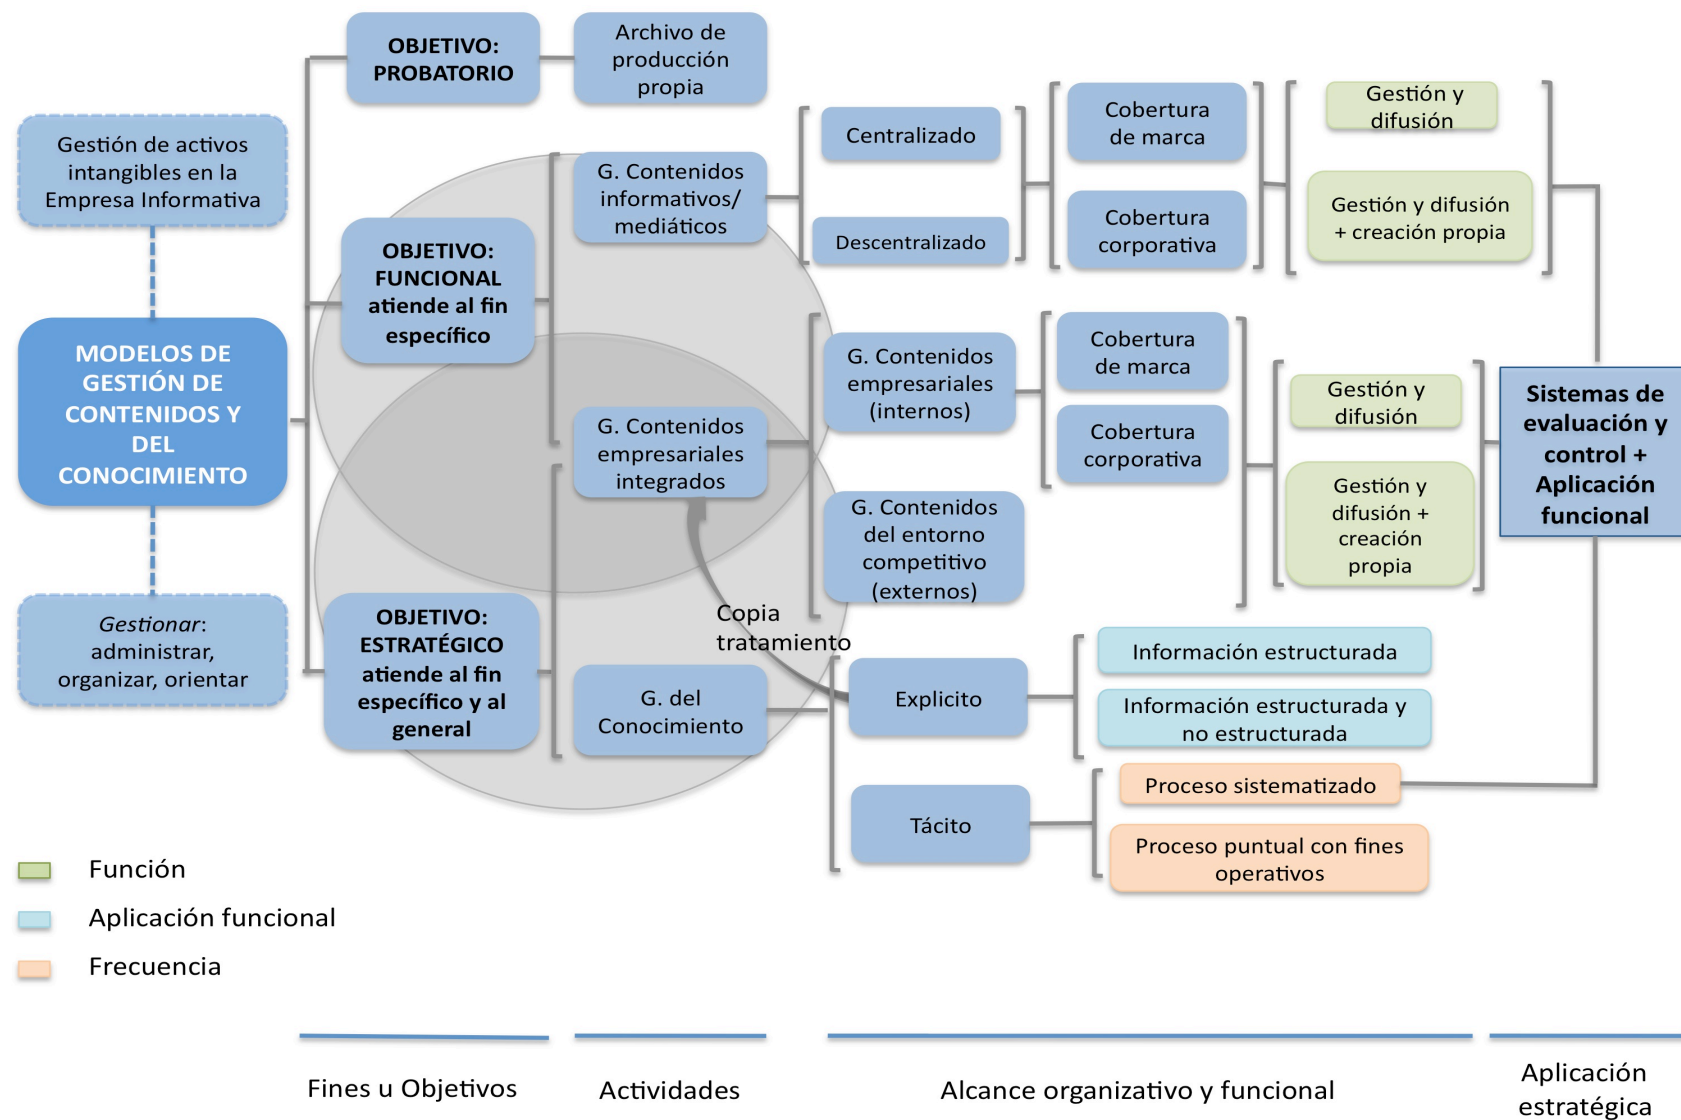 Gestión de activos
intangibles en la
Empresa Informativa
MODELOS DE
GESTIÓN DE
CONTENIDOS Y
DEL
CONOCIMIENTO
Gestionar:
administrar,
organizar, orientar
OBJETIVO:
PROBATORIO
OBJETIVO:
FUNCIONAL
atiende al fin
específico
OBJETIVO:
ESTRATÉGICO
atiende al fin
específico y al
general
Archivo de
producción
propia
G. Contenidos
informativos/
mediáticos
G. Contenidos
empresariales
integrados
G. del
Conocimiento
Centralizado
Descentralizado
Cobertura
de marca
Cobertura
corporativa
Gestión y
difusión
Gestión y difusión
+ creación propia
G. Contenidos
empresariales
(internos)
G. Contenidos
del entorno
competitivo
(externos)
Cobertura
de marca
Cobertura
corporativa
Gestión y
difusión
Gestión y
difusión +
creación
propia
Copia
tratamiento
Explicito
Tácito
Información estructurada
Información estructurada y
no estructurada
Proceso sistematizado
Proceso puntual con fines
operativos
Sistemas de
evaluación y
control +
Aplicación
funcional
Función
Aplicación funcional
Frecuencia
Fines u Objetivos
Actividades
Alcance organizativo y funcional
Aplicación
estratégica